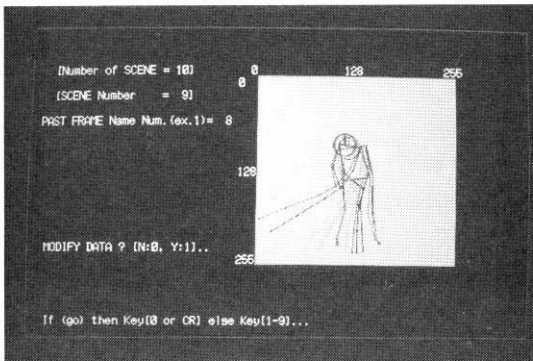 [Number of SCENE = 10]
[SCENE Number = 9]
PAST FRAME Name Num.(ex.1)= 8
0 128 255
0
128
255
MODIFY DATA ? [N:0, Y:1]..
If (go) then Key[0 or CR] else Key[1-9]...